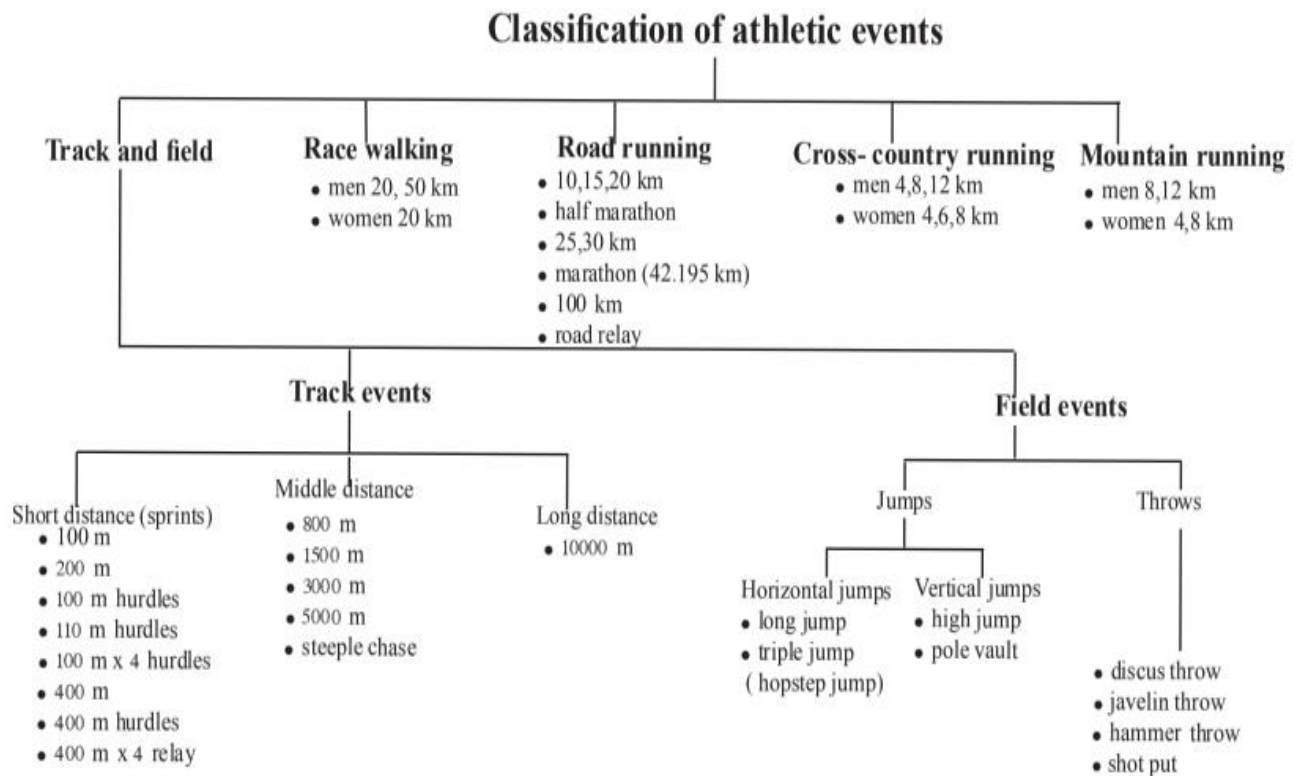 Classification of athletic events
Track and field
Race walking
• men 20, 50 km
• women 20 km
Road running
• 10,15,20 km
• half marathon
• 25,30 km
• marathon (42.195 km)
• 100 km
• road relay
Cross- country running
• men 4,8,12 km
• women 4,6,8 km
Mountain running
• men 8,12 km
• women 4,8 km
Track events
Field events
Short distance (sprints)
• 100 m
• 200 m
• 100 m hurdles
• 110 m hurdles
• 100 m x 4 hurdles
• 400 m
• 400 m hurdles
• 400 m x 4 relay
Middle distance
• 800 m
• 1500 m
• 3000 m
• 5000 m
• steeple chase
Long distance
• 10000 m
Jumps
Horizontal jumps
• long jump
• triple jump
( hopstep jump)
Vertical jumps
• high jump
• pole vault
Throws
• discus throw
• javelin throw
• hammer throw
• shot put